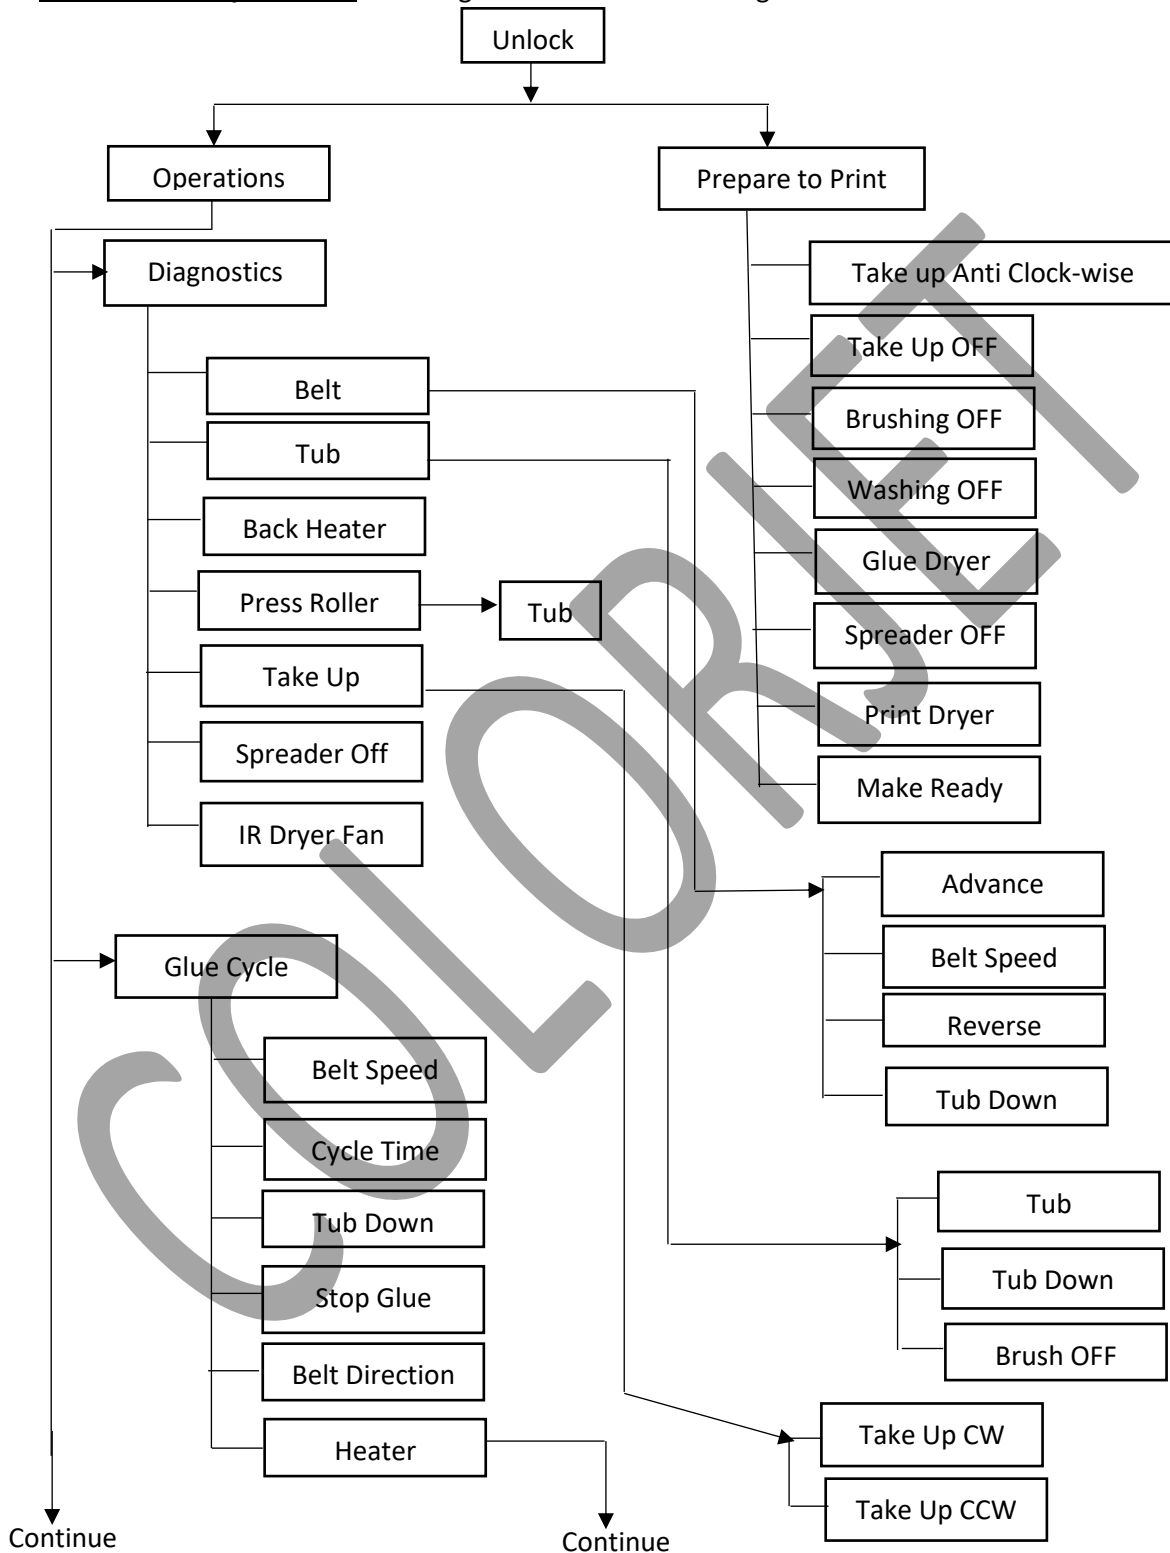 Unlock
Operations
Prepare to Print
Diagnostics
Take up Anti Clock-wise
Take Up OFF
Belt
Brushing OFF
Tub
Washing OFF
Back Heater
Glue Dryer
Press Roller
Tub
Spreader OFF
Take Up
Print Dryer
Spreader Off
Make Ready
IR Dryer Fan
Advance
Glue Cycle
Belt Speed
Reverse
Belt Speed
Tub Down
Cycle Time
Tub
Tub Down
Tub Down
Stop Glue
Brush OFF
Belt Direction
Take Up CW
Heater
Take Up CCW
Continue
Continue
COLORJET